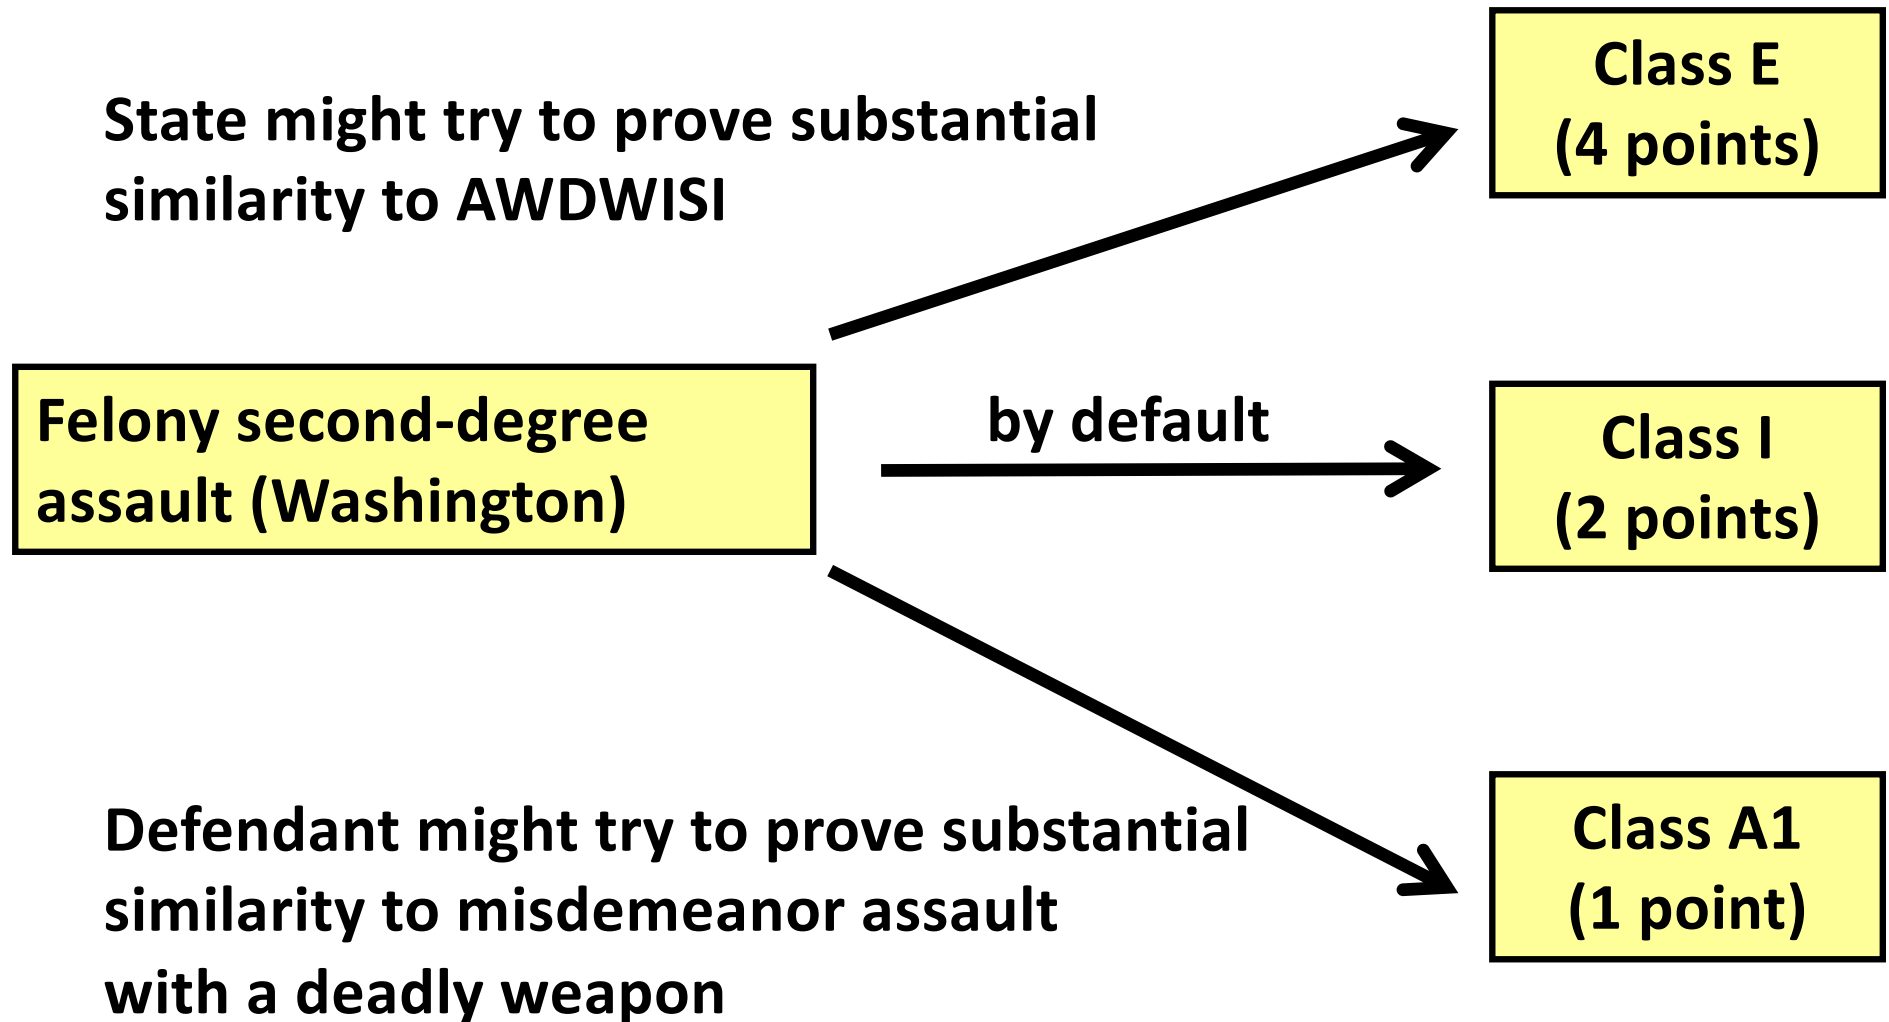 State might try to prove substantial
similarity to AWDWISI
Class E
(4 points)
Felony second-degree
assault (Washington)
by default
Class I
(2 points)
Defendant might try to prove substantial
similarity to misdemeanor assault
with a deadly weapon
Class A1
(1 point)